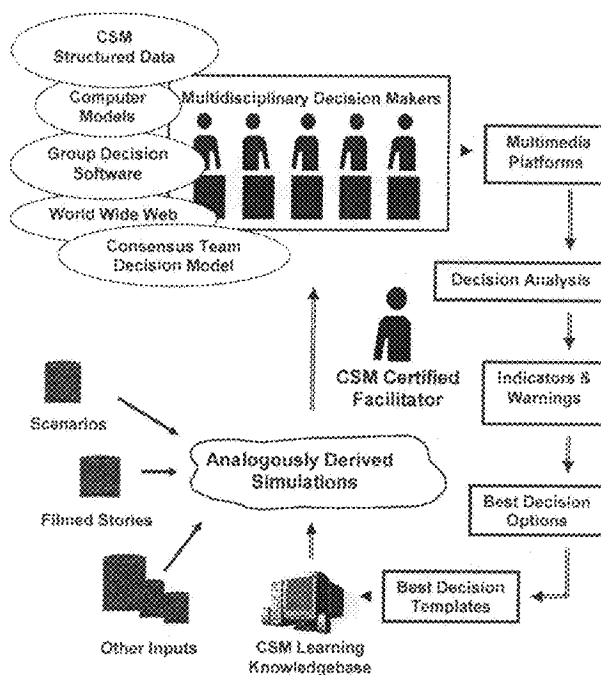 CSM
Structured Data
Computer
Models
Group Decision
Software
World Wide Web
Consensus Team
Decision Model
Multidisciplinary Decision Makers
Multimedia
Platforms
Decision Analysis
Indicators &
Warnings
Best Decision
Options
Best Decision
Templates
CSM Certified
Facilitator
Scenarios
Filmed Stories
Other Inputs
Analogously Derived
Simulations
CSM Learning
Knowledgebase